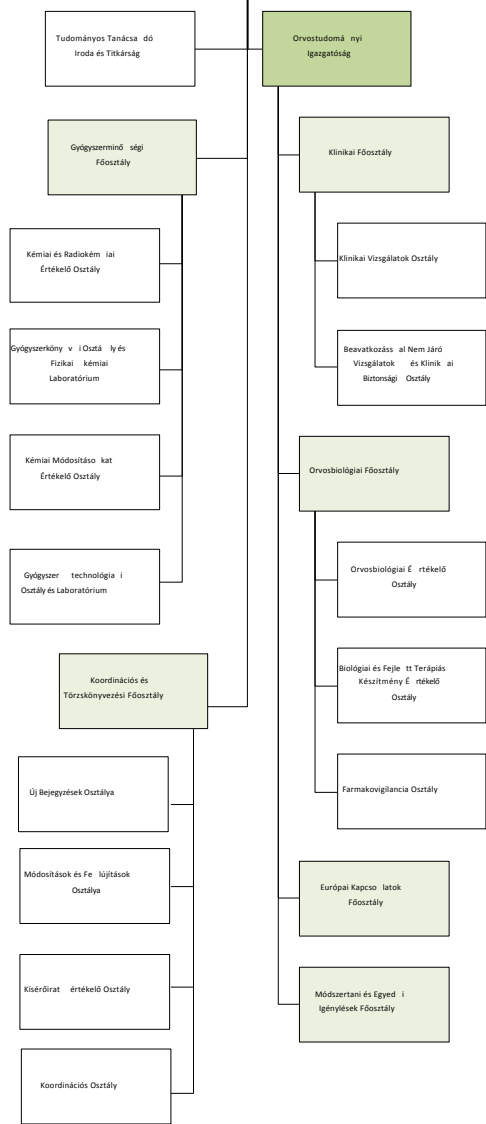 Tudományos Tanácsa dó
Iroda és Titkárság
Orvostudomá nyi
Igazgatóság
Gyógyszerminő ségi
Főosztály
Kémiai és Radiokém iai
Értékelő Osztály
Gyógyszerköny v i Osztá ly és
Fizikai kémiai
Laboratórium
Kémiai Módosításo kat
Értékelő Osztály
Gyógyszer technológia i
Osztály és Laboratórium
Koordinációs és
Törzskönyvezési Főosztály
Új Bejegyzések Osztálya
Módosítások és Fe lújítások
Osztálya
Kísérőirat értékelő Osztály
Koordinációs Osztály
Klinikai Főosztály
Klinikai Vizsgálatok Osztály
Beavatkozáss al Nem Járó
Vizsgálatok és Klinik ai
Biztonsági Osztály
Orvosbiológiai Főosztály
Orvosbiológiai É rtékelő
Osztály
Biológiai és Fejle tt Terápiás
Készítmény É rtékelő
Osztály
Farmakovigilancia Osztály
Európai Kapcso latok
Főosztály
Módszertani és Egyed i
Igénylések Főosztály